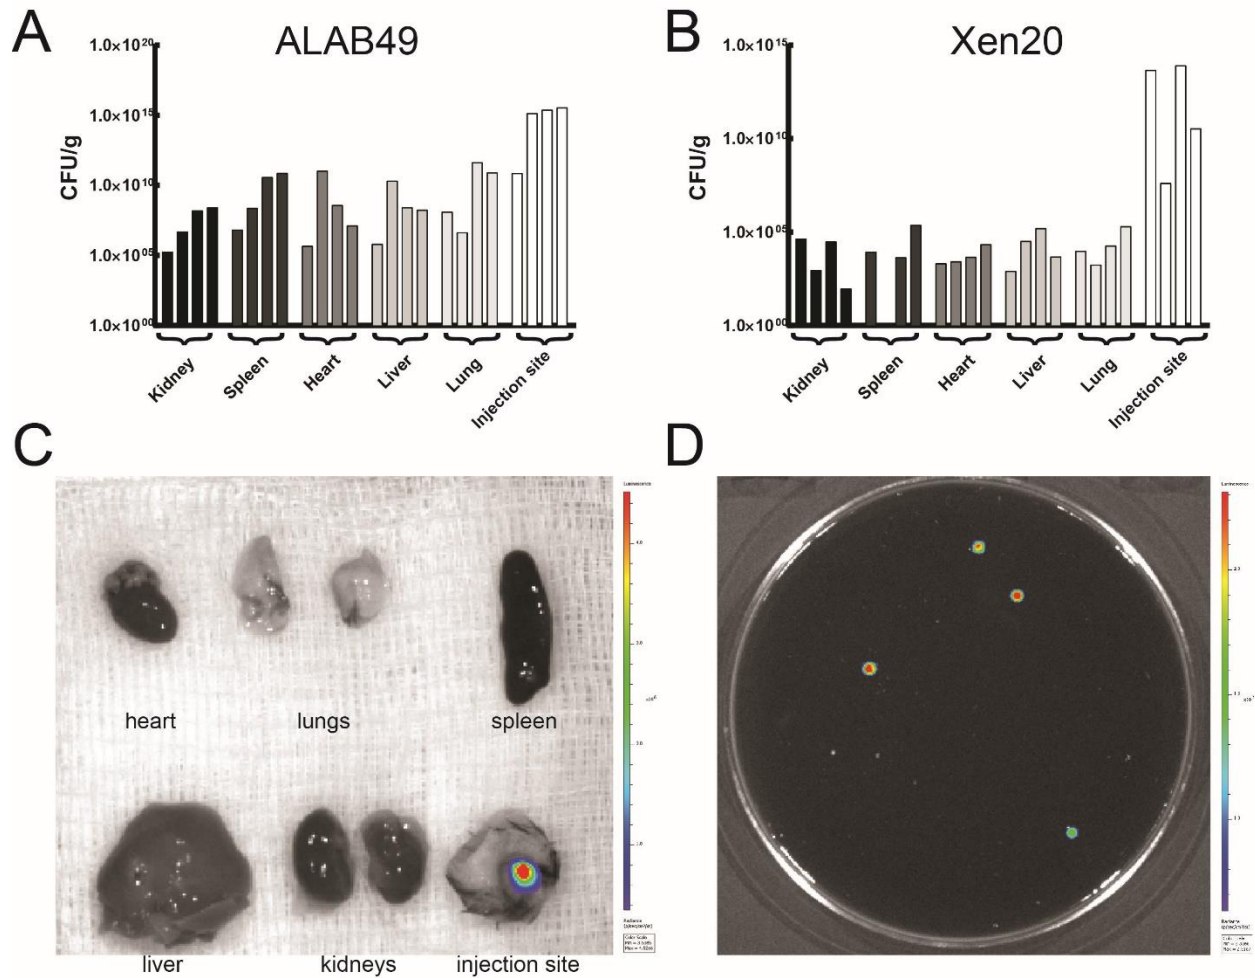 A
ALAB49
CFU/g
1.0×10²⁰
1.0×10¹⁵
1.0×10¹⁰
1.0×10⁰⁵
1.0×10⁰⁰
Kidney
Spleen
Heart
Liver
Lung
Injection site
B
Xen20
CFU/g
1.0×10¹⁵
1.0×10¹⁰
1.0×10⁰⁵
1.0×10⁰⁰
Kidney
Spleen
Heart
Liver
Lung
Injection site
C
Luminescence
heart lungs spleen
liver kidneys injection site
D
Luminescence